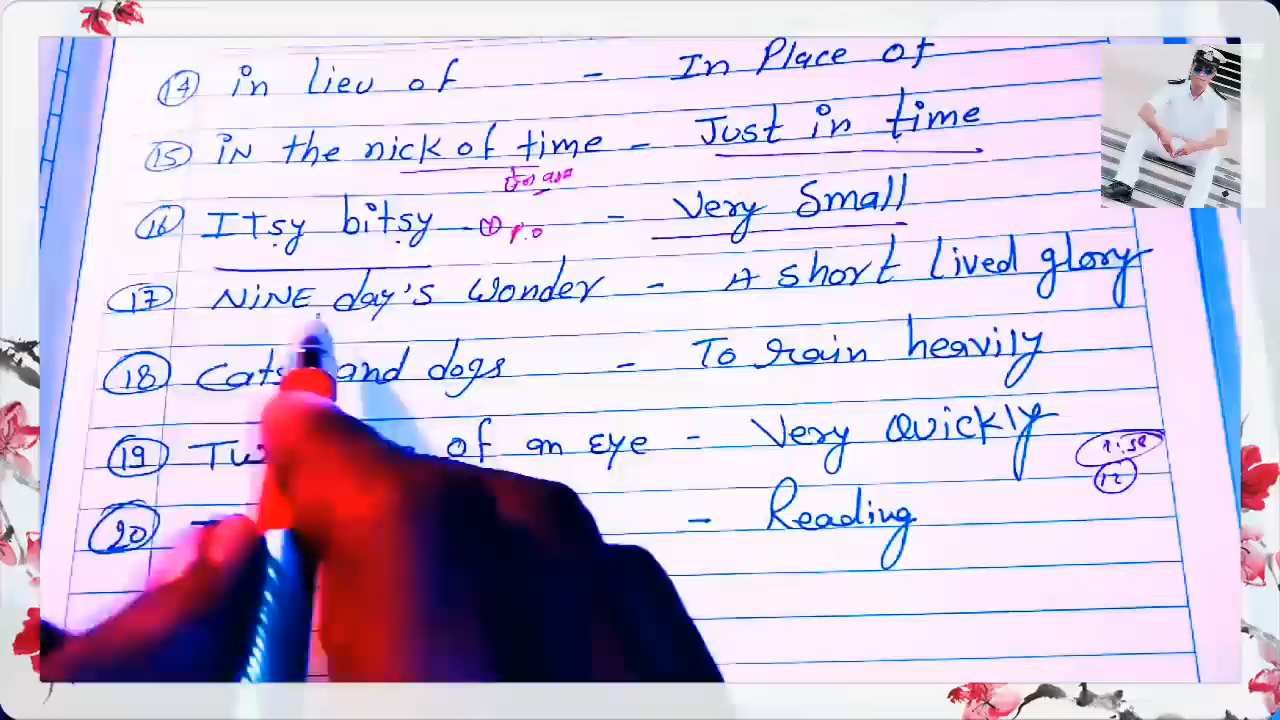 14 in lieu of - In Place of
15 iN the nick of time - Just in time
16 ITsy bitsy - Very Small
17 NiNE day's Wonder - A short lived glory
18 Cats and dogs - To rain heavily
19 of an EyE - Very Quickly
20 - Reading